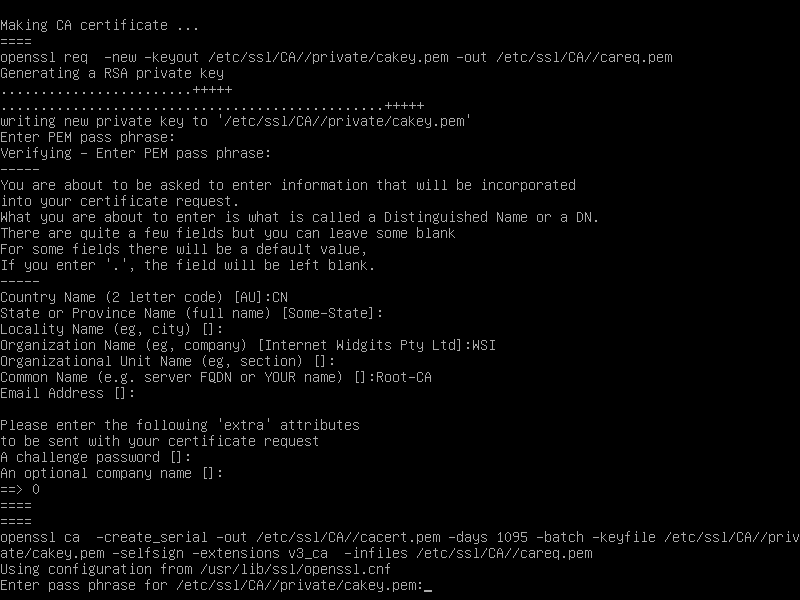 Making CA certificate ...
====
openssl req  -new -keyout /etc/ssl/CA//private/cakey.pem -out /etc/ssl/CA//careq.pem
Generating a RSA private key
........................+++++
................................................+++++
writing new private key to '/etc/ssl/CA//private/cakey.pem'
Enter PEM pass phrase:
Verifying - Enter PEM pass phrase:
-----
You are about to be asked to enter information that will be incorporated
into your certificate request.
What you are about to enter is what is called a Distinguished Name or a DN.
There are quite a few fields but you can leave some blank
For some fields there will be a default value,
If you enter '.', the field will be left blank.
-----
Country Name (2 letter code) [AU]:CN
State or Province Name (full name) [Some-State]:
Locality Name (eg, city) []:
Organization Name (eg, company) [Internet Widgits Pty Ltd]:WSI
Organizational Unit Name (eg, section) []:
Common Name (e.g. server FQDN or YOUR name) []:Root-CA
Email Address []:

Please enter the following 'extra' attributes
to be sent with your certificate request
A challenge password []:
An optional company name []:
==> 0
====
====
openssl ca  -create_serial -out /etc/ssl/CA//cacert.pem -days 1095 -batch -keyfile /etc/ssl/CA//priv
ate/cakey.pem -selfsign -extensions v3_ca  -infiles /etc/ssl/CA//careq.pem
Using configuration from /usr/lib/ssl/openssl.cnf
Enter pass phrase for /etc/ssl/CA//private/cakey.pem:_